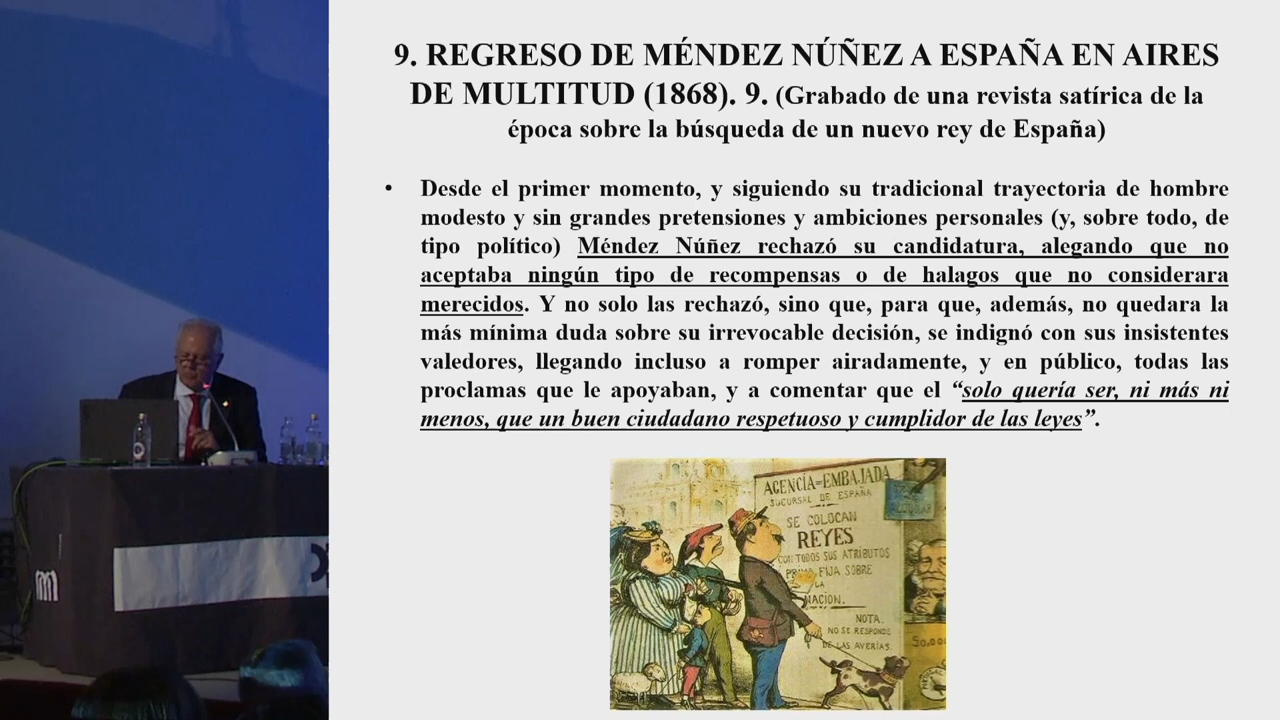 9. REGRESO DE MÉNDEZ NÚÑEZ A ESPAÑA EN AIRES
DE MULTITUD (1868). 9. (Grabado de una revista satírica de la
época sobre la búsqueda de un nuevo rey de España)
• Desde el primer momento, y siguiendo su tradicional trayectoria de hombre
modesto y sin grandes pretensiones y ambiciones personales (y, sobre todo, de
tipo político) Méndez Núñez rechazó su candidatura, alegando que no
aceptaba ningún tipo de recompensas o de halagos que no considerara
merecidos. Y no solo las rechazó, sino que, para que, además, no quedara la
más mínima duda sobre su irrevocable decisión, se indignó con sus insistentes
valedores, llegando incluso a romper airadamente, y en público, todas las
proclamas que le apoyaban, y a comentar que el “solo quería ser, ni más ni
menos, que un buen ciudadano respetuoso y cumplidor de las leyes”.
AGENCIA=EMBAJADA
SUCURSAL DE ESPAÑA
SE COLOCAN
REYES
CON TODOS SUS ATRIBUTOS
FIJA SOBRE
LA
NACION.
NOTA.
NO SE RESPONDE
DE LAS AVERÍAS.
m